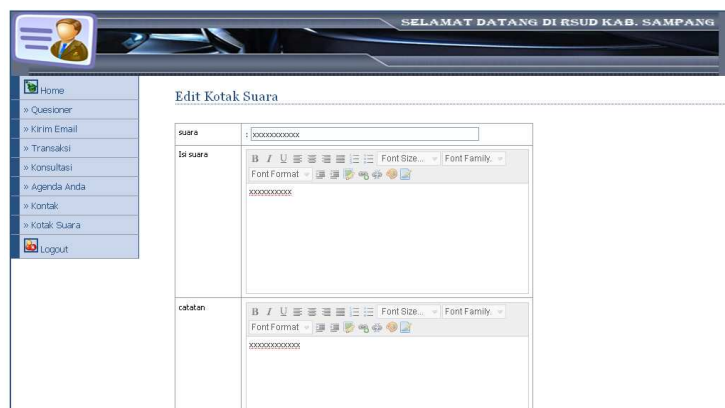 SELAMAT DATANG DI RSUD KAB. SAMPANG
Home
» Quesioner
» Kirim Email
» Transaksi
» Konsultasi
» Agenda Anda
» Kontak
» Kotak Suara
Logout
Edit Kotak Suara
suara : xxxxxxxxxxx
Isi suara
B I U Font Size... Font Family.
Font Format
xxxxxxxxxx
catatan
B I U Font Size... Font Family.
Font Format
xxxxxxxxxxxx